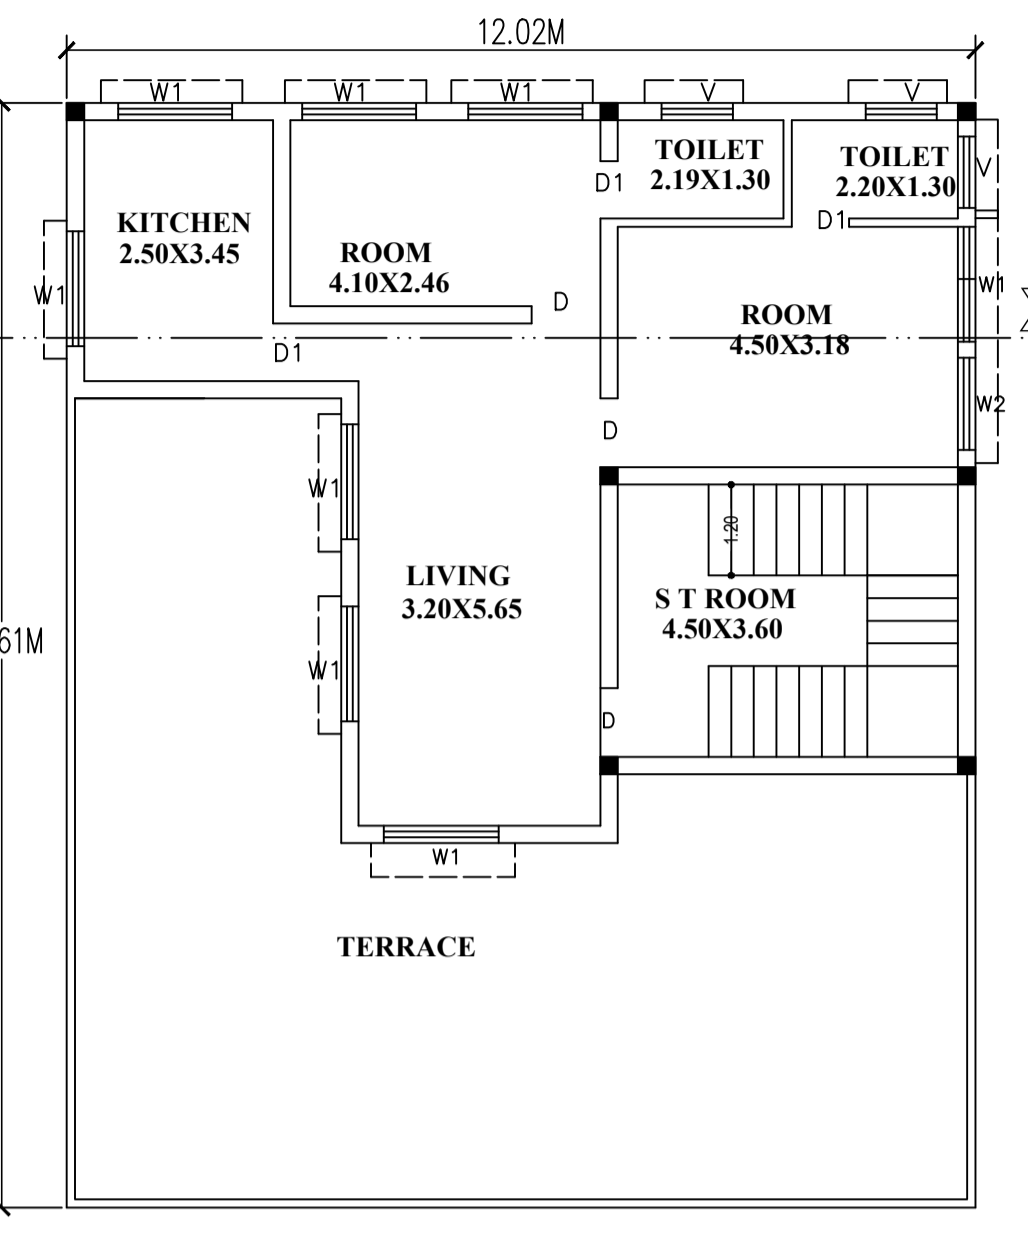 12.02M
W1
W1
W1
V
V
TOILET
2.19X1.30
TOILET
2.20X1.30
V
D1
D1
KITCHEN
2.50X3.45
ROOM
4.10X2.46
W1
D
W1
ROOM
4.50X3.18
D1
W2
D
W1
1.20
LIVING
3.20X5.65
S T ROOM
4.50X3.60
61M
W1
D
W1
TERRACE